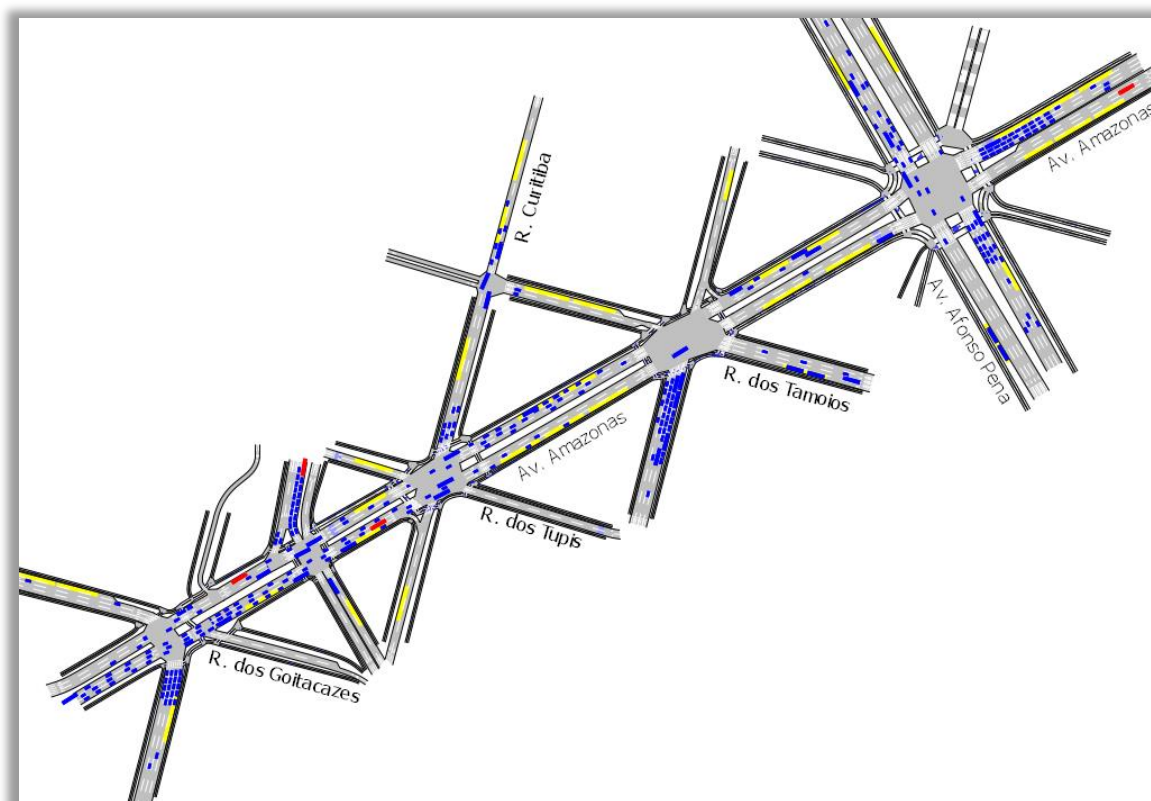 Av. Amazonas
R. Curitiba
Av. Afonso Pena
R. dos Tamoios
Av. Amazonas
R. dos Tupis
R. dos Goitacazes